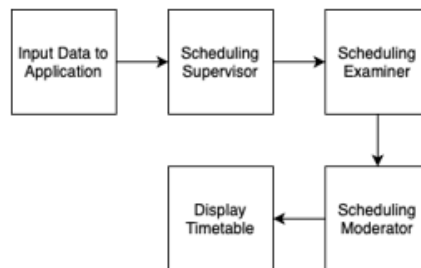 Input Data to
Application
Scheduling
Supervisor
Scheduling
Examiner
Scheduling
Moderator
Display
Timetable